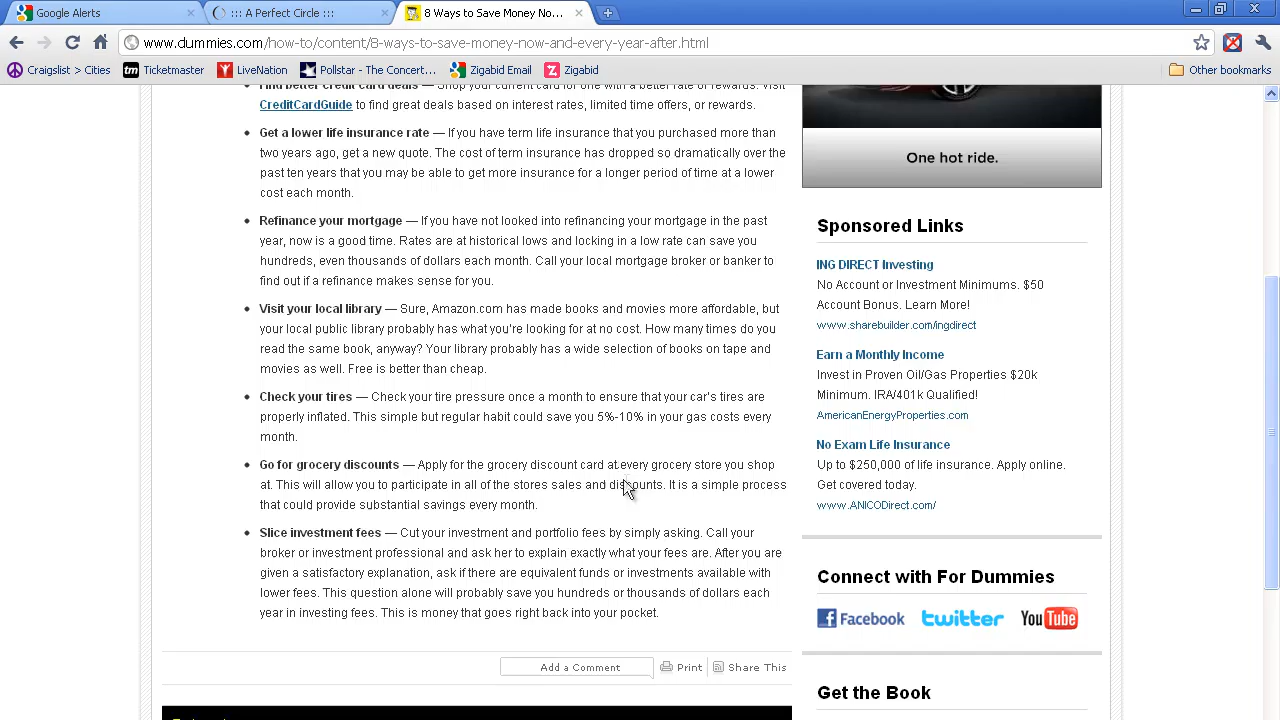 Google Alerts
::: A Perfect Circle :::
8 Ways to Save Money No...
www.dummies.com/how-to/content/8-ways-to-save-money-now-and-every-year-after.html
Craigslist > Cities
Ticketmaster
LiveNation
Pollstar - The Concert...
Zigabid Email
Zigabid
Other bookmarks
Find better credit card deals — Shop your current card for one with a better rate or rewards. Visit
CreditCardGuide to find great deals based on interest rates, limited time offers, or rewards.
Get a lower life insurance rate — If you have term life insurance that you purchased more than
two years ago, get a new quote. The cost of term insurance has dropped so dramatically over the
past ten years that you may be able to get more insurance for a longer period of time at a lower
cost each month.
Refinance your mortgage — If you have not looked into refinancing your mortgage in the past
year, now is a good time. Rates are at historical lows and locking in a low rate can save you
hundreds, even thousands of dollars each month. Call your local mortgage broker or banker to
find out if a refinance makes sense for you.
Visit your local library — Sure, Amazon.com has made books and movies more affordable, but
your local public library probably has what you're looking for at no cost. How many times do you
read the same book, anyway? Your library probably has a wide selection of books on tape and
movies as well. Free is better than cheap.
Check your tires — Check your tire pressure once a month to ensure that your car's tires are
properly inflated. This simple but regular habit could save you 5%-10% in your gas costs every
month.
Go for grocery discounts — Apply for the grocery discount card at every grocery store you shop
at. This will allow you to participate in all of the stores sales and discounts. It is a simple process
that could provide substantial savings every month.
Slice investment fees — Cut your investment and portfolio fees by simply asking. Call your
broker or investment professional and ask her to explain exactly what your fees are. After you are
given a satisfactory explanation, ask if there are equivalent funds or investments available with
lower fees. This question alone will probably save you hundreds or thousands of dollars each
year in investing fees. This is money that goes right back into your pocket.
Add a Comment
Print
Share This
One hot ride.
Sponsored Links
ING DIRECT Investing
No Account or Investment Minimums. $50
Account Bonus. Learn More!
www.sharebuilder.com/ingdirect
Earn a Monthly Income
Invest in Proven Oil/Gas Properties $20k
Minimum. IRA/401k Qualified!
AmericanEnergyProperties.com
No Exam Life Insurance
Up to $250,000 of life insurance. Apply online.
Get covered today.
www.ANICODirect.com/
Connect with For Dummies
Facebook
twitter
YouTube
Get the Book